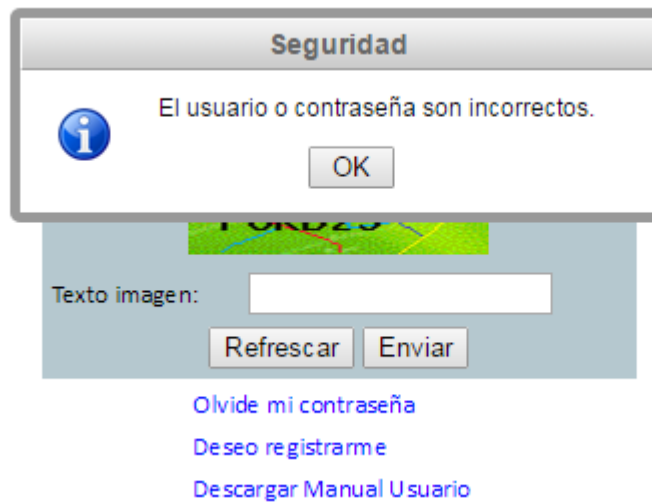 Seguridad
El usuario o contraseña son incorrectos.
OK
Texto imagen:
Refrescar Enviar
Olvide mi contraseña
Deseo registrarme
Descargar Manual Usuario